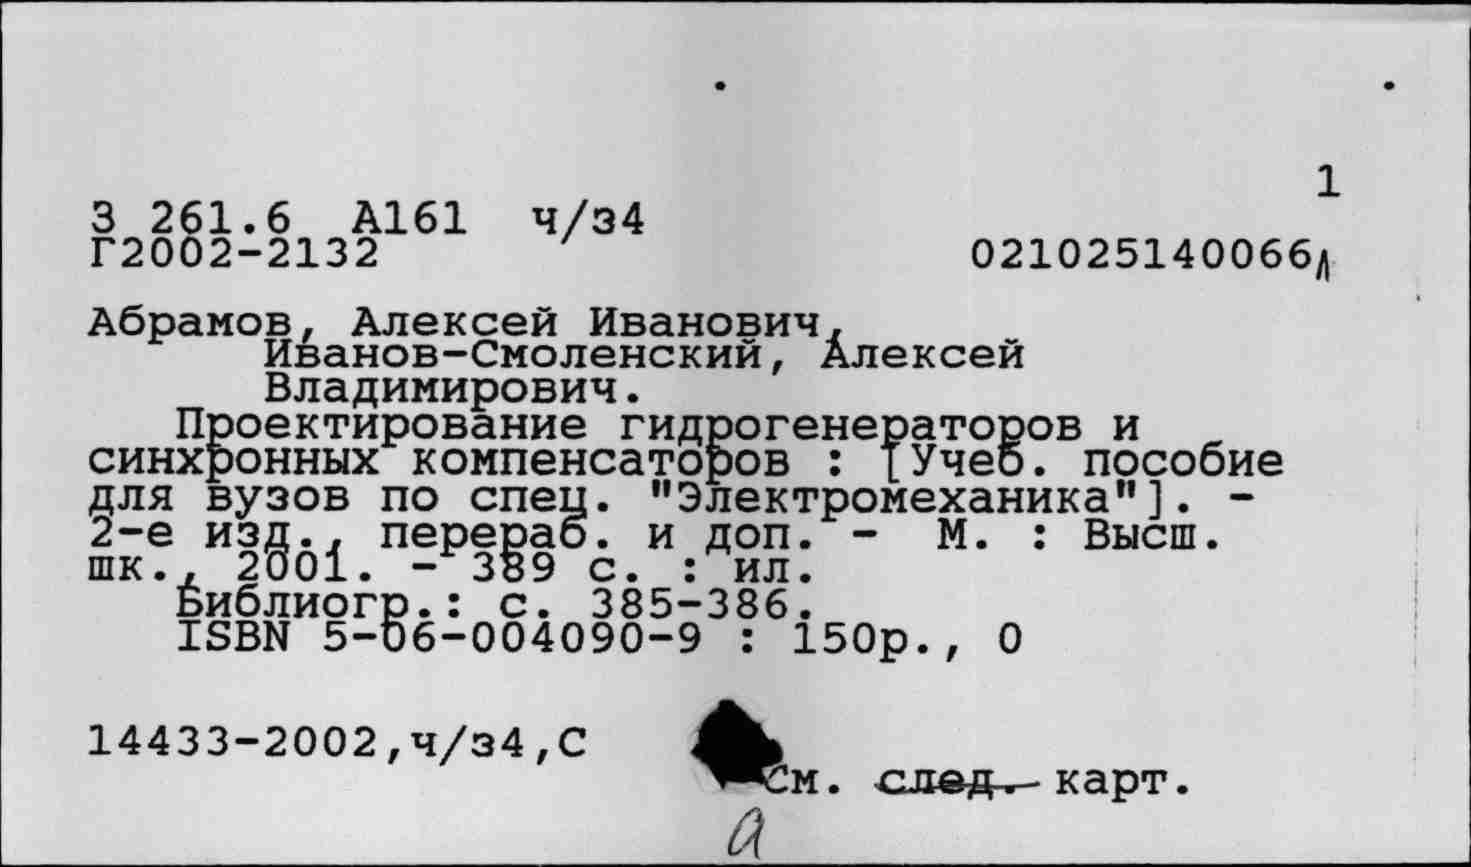 1
З 261.6 А161 ч/з4
Г2002-2132 021025140066д
Абрамов, Алексей Иванович,
Иванов-Смоленский, Алексей
Владимирович.
Проектирование гидрогенераторов и
синхронных компенсаторов : [Учеб. пособие
для вузов по спец. "Электромеханика"]. -
2-е изд., перераб. и доп. - М. : Высш.
шк., 2001. - 389 с. : ил.
Библиогр.: с. 385-386.
ISBN 5-06-004090-9 : 150р., 0
14433-2002,ч/з4,С
См. след. карт.
а